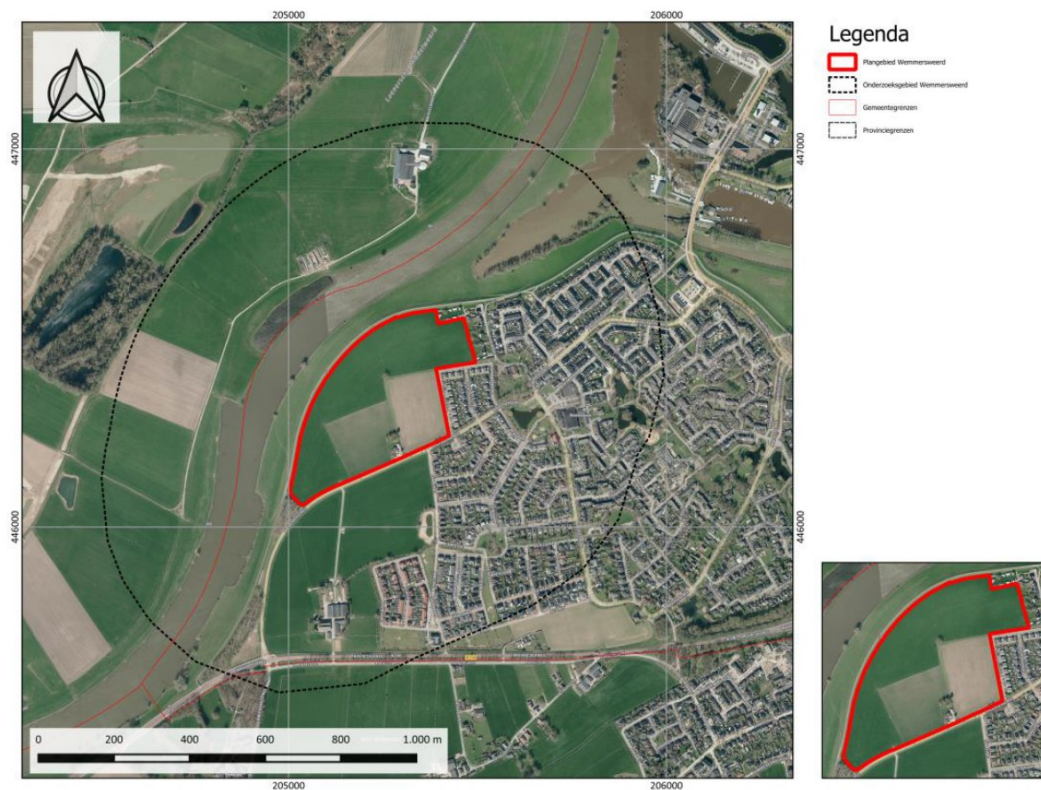 205000
206000
447000
447000
446000
446000
0
200
400
600
800
1.000 m
205000
206000
Legenda
Plangebied Wemmersweerd
Onderzoeksgebied Wemmersweerd
Gemeentegrenzen
Provinciegrenzen